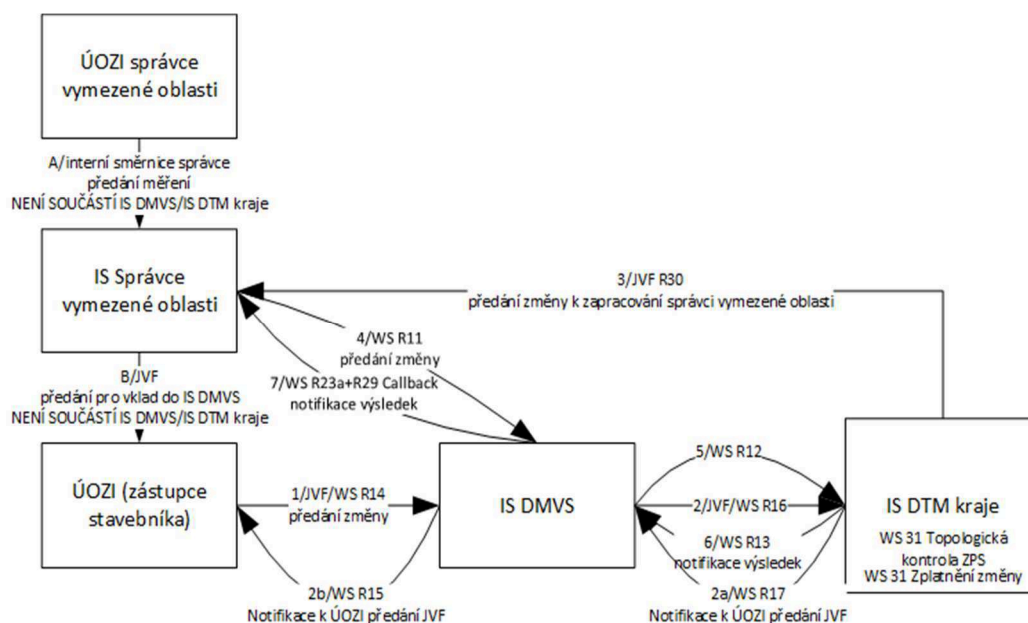 ÚOZI správce
vymezené oblasti
A/interní směrnice správce
předání měření
NENÍ SOUČÁSTÍ IS DMVS/IS DTM kraje
IS Správce
vymezené oblasti
3/JVF R30
předání změny k zapracování správci vymezené oblasti
4/WS R11
předání změny
7/WS R23a+R29 Callback
notifikace výsledek
B/JVF
předání pro vklad do IS DMVS
NENÍ SOUČÁSTÍ IS DMVS/IS DTM kraje
ÚOZI (zástupce
stavebníka)
1/JVF/WS R14
předání změny
IS DMVS
5/WS R12
2/JVF/WS R16
6/WS R13
notifikace výsledek
IS DTM kraje
WS 31 Topologická
kontrola ZPS
WS 31 Zplatnění změny
2b/WS R15
Notifikace k ÚOZI předání JVF
2a/WS R17
Notifikace k ÚOZI předání JVF